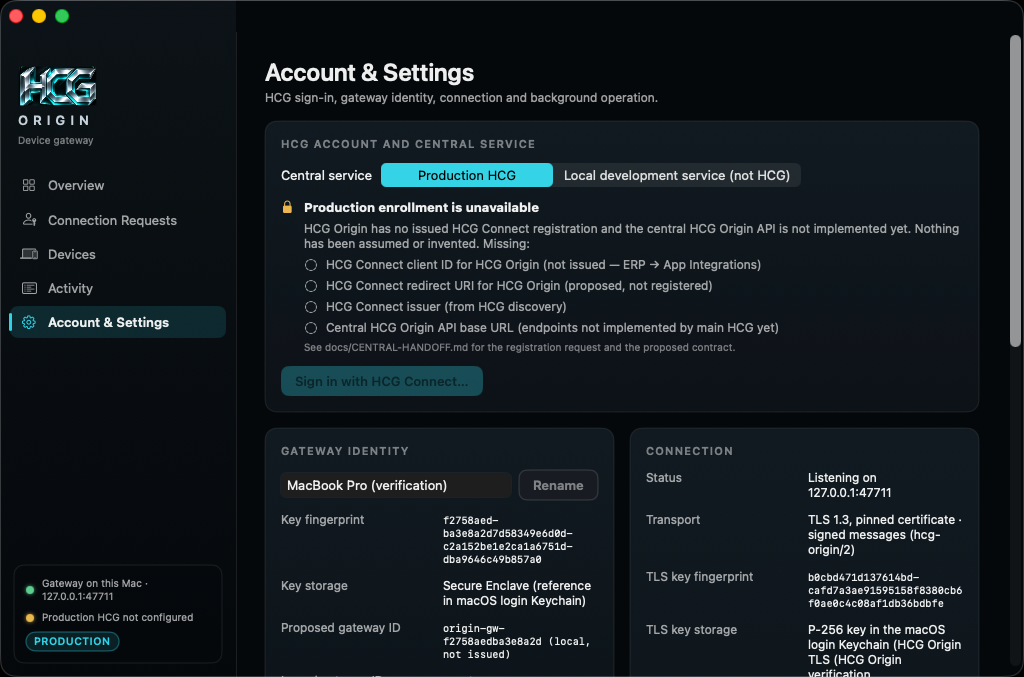 HCG
ORIGIN
Device gateway
Overview
Connection Requests
Devices
Activity
Account & Settings
Gateway on this Mac ·
127.0.0.1:47711
Production HCG not configured
PRODUCTION
Account & Settings
HCG sign-in, gateway identity, connection and background operation.
HCG ACCOUNT AND CENTRAL SERVICE
Central service
Production HCG
Local development service (not HCG)
Production enrollment is unavailable
HCG Origin has no issued HCG Connect registration and the central HCG Origin API is not implemented yet. Nothing
has been assumed or invented. Missing:
HCG Connect client ID for HCG Origin (not issued — ERP → App Integrations)
HCG Connect redirect URI for HCG Origin (proposed, not registered)
HCG Connect issuer (from HCG discovery)
Central HCG Origin API base URL (endpoints not implemented by main HCG yet)
See docs/CENTRAL-HANDOFF.md for the registration request and the proposed contract.
Sign in with HCG Connect...
GATEWAY IDENTITY
MacBook Pro (verification)
Rename
Key fingerprint
f2758aed-
ba3e8a2d7d58349e6d0d-
c2a152be1e2ca1a6751d-
dba9646c49b857a0
Key storage
Secure Enclave (reference
in macOS login Keychain)
Proposed gateway ID
origin-gw-
f2758aedba3e8a2d (local,
not issued)
CONNECTION
Status
Listening on
127.0.0.1:47711
Transport
TLS 1.3, pinned certificate ·
signed messages (hcg-
origin/2)
TLS key fingerprint
b0cbd471d137614bd-
cafd7a3ae91595158f8380cb6
f0ae0c4c08af1db36bdbfe
TLS key storage
P-256 key in the macOS
login Keychain (HCG Origin
TLS (HCG Origin
verification